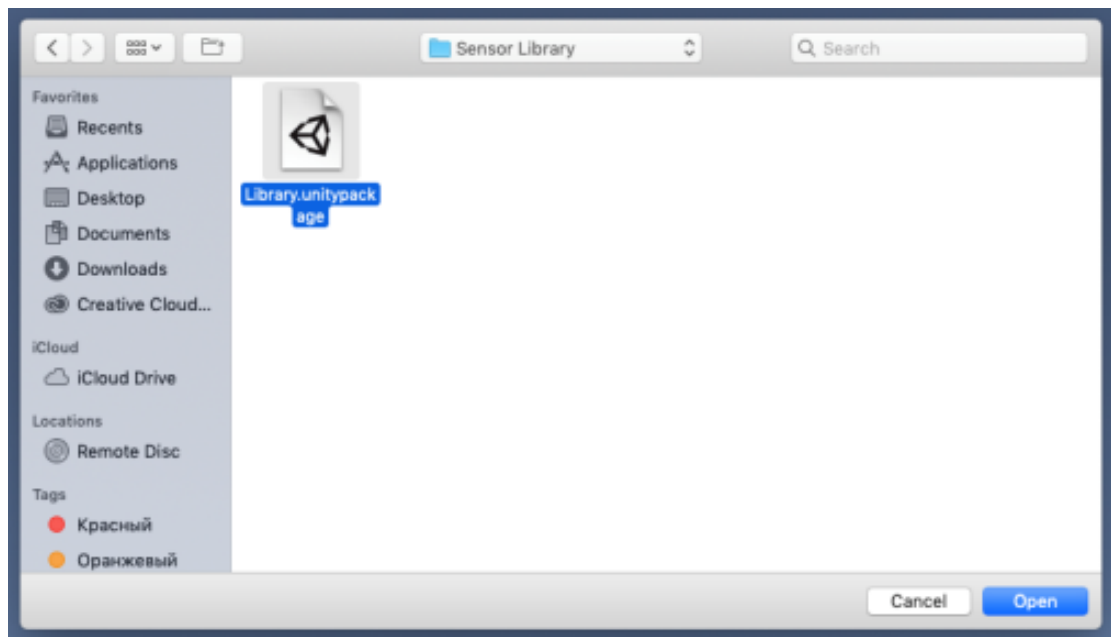 Sensor Library
Search
Favorites
Recents
Applications
Desktop
Documents
Downloads
Creative Cloud...
iCloud
iCloud Drive
Locations
Remote Disc
Tags
Красный
Оранжевый
Library.unitypack
age
Cancel
Open